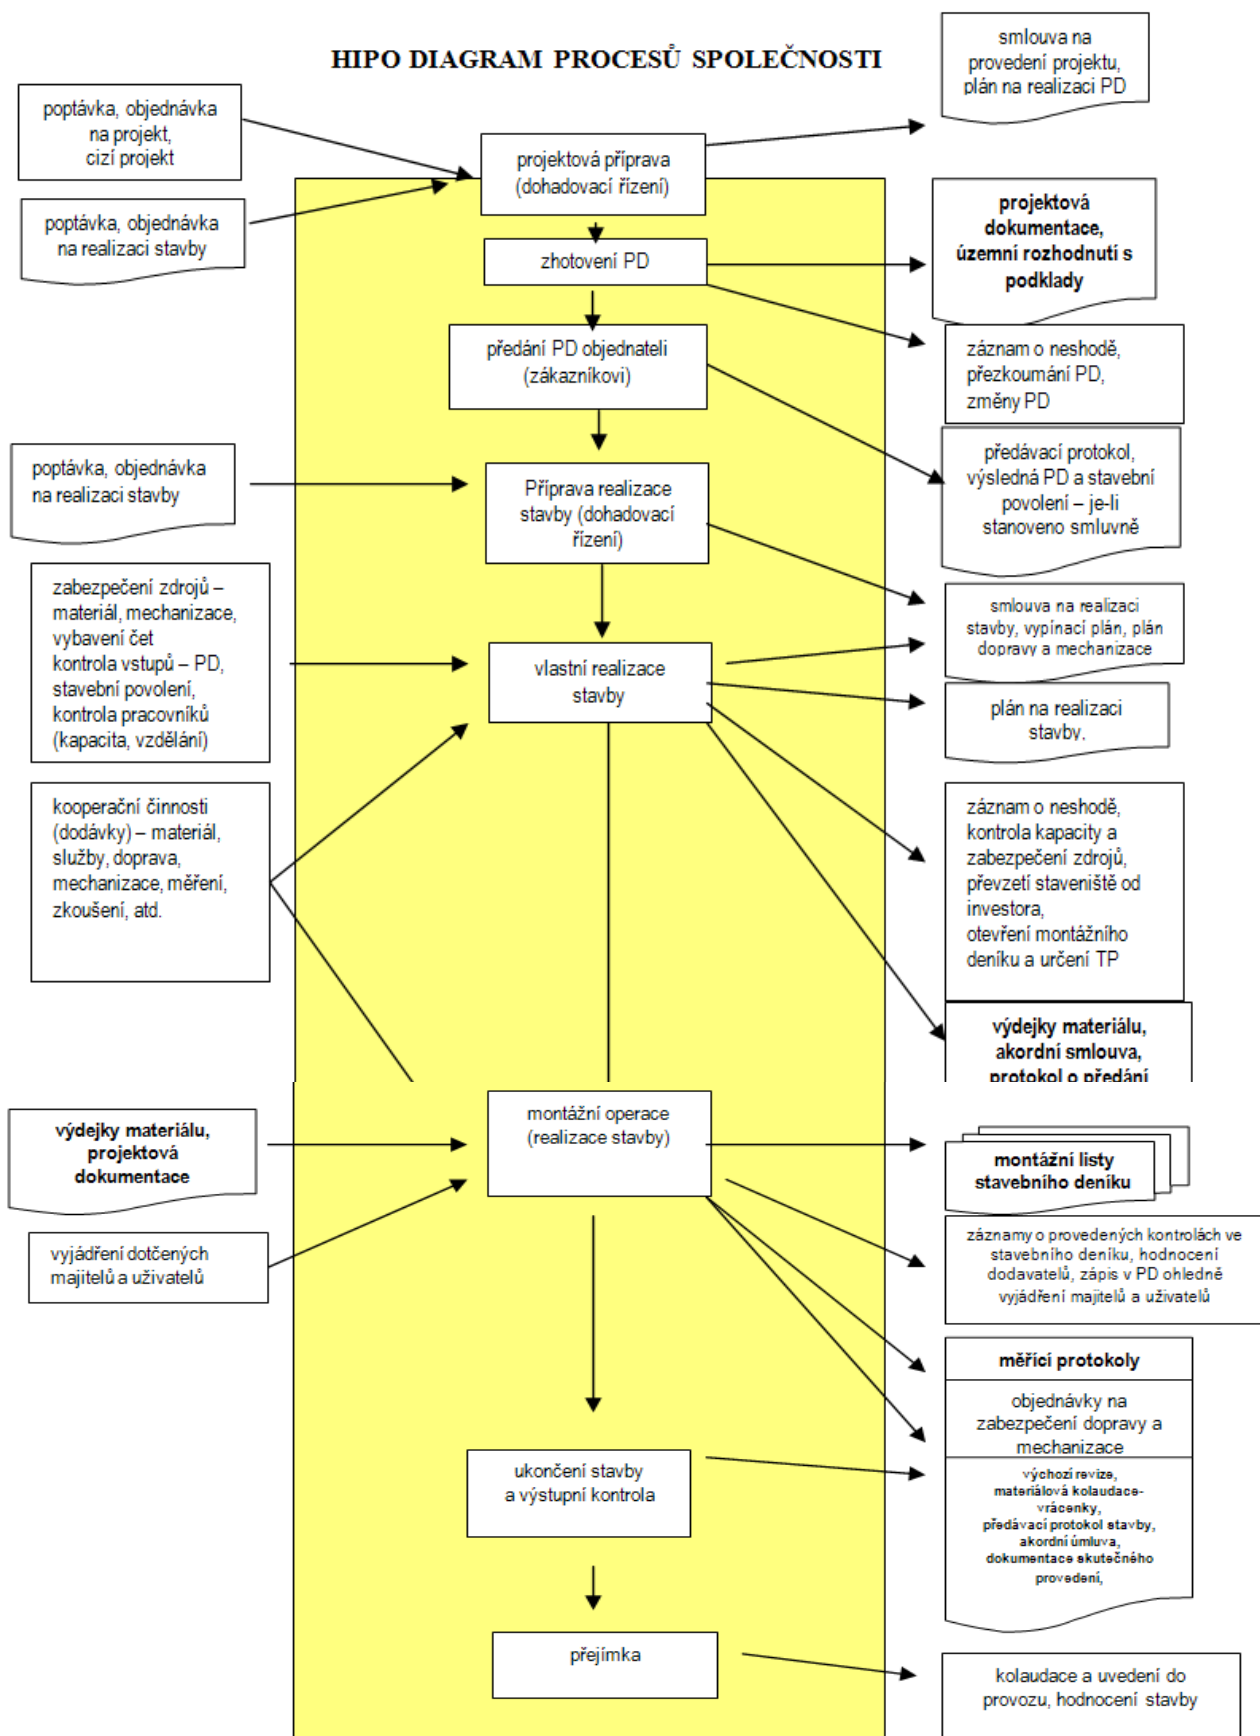 HIPO DIAGRAM PROCESŮ SPOLEČNOSTI
smlouva na
provedení projektu,
plán na realizaci PD
poptávka, objednávka
na projekt,
cizí projekt
projektová příprava
(dohadovací řízení)
poptávka, objednávka
na realizaci stavby
projektová
dokumentace,
územní rozhodnutí s
podklady
zhotovení PD
předání PD objednateli
(zákazníkovi)
záznam o neshodě,
přezkoumání PD,
změny PD
poptávka, objednávka
na realizaci stavby
Příprava realizace
stavby (dohadovací
řízení)
předávací protokol,
výsledná PD a stavební
povolení – je-li
stanoveno smluvně
zabezpečení zdrojů –
materiál, mechanizace,
vybavení čet
kontrola vstupů – PD,
stavební povolení,
kontrola pracovníků
(kapacita, vzdělání)
vlastní realizace
stavby
smlouva na realizaci
stavby, vypínací plán, plán
dopravy a mechanizace
plán na realizaci
stavby.
kooperační činnosti
(dodávky) – materiál,
služby, doprava,
mechanizace, měření,
zkoušení, atd.
záznam o neshodě,
kontrola kapacity a
zabezpečení zdrojů,
převzetí staveniště od
investora,
otevření montážního
deníku a určení TP
výdejky materiálu,
akordní smlouva,
protokol o předání
výdejky materiálu,
projektová
dokumentace
montážní operace
(realizace stavby)
montážní listy
stavebního deníku
vyjádření dotčených
majitelů a uživatelů
záznamy o provedených kontrolách ve
stavebního deníku, hodnocení
dodavatelů, zápis v PD ohledně
vyjádření majitelů a uživatelů
měřící protokoly
objednávky na
zabezpečení dopravy a
mechanizace
ukončení stavby
a výstupní kontrola
výchozí revize,
materiálová kolaudace-
vrácenky,
předávací protokol stavby,
akordní úmluva,
dokumentace skutečného
provedení,
přejímka
kolaudace a uvedení do
provozu, hodnocení stavby